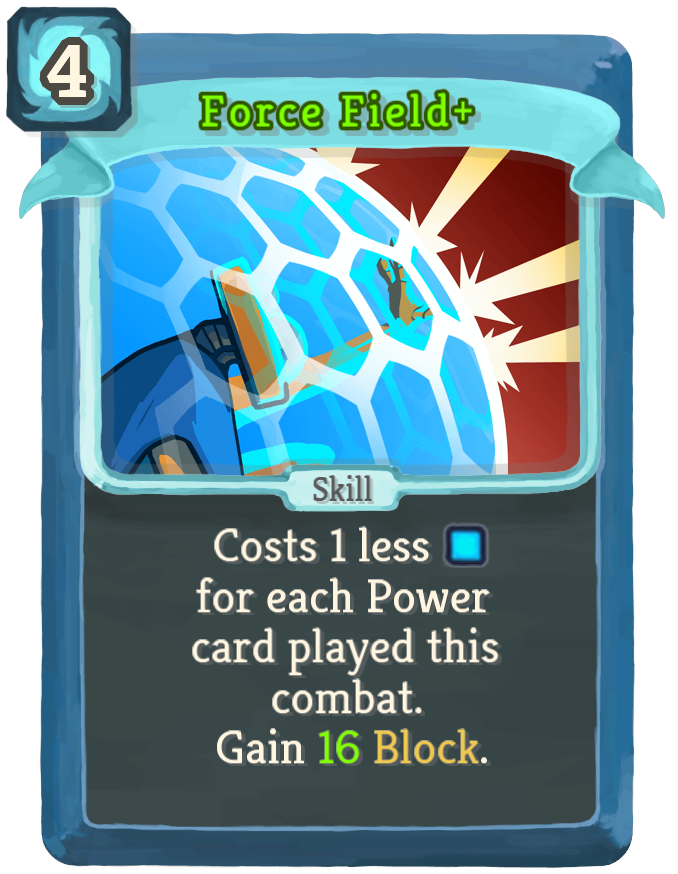 4
Force Field+
Skill
Costs 1 less
for each Power
card played this
combat.
Gain 16 Block.